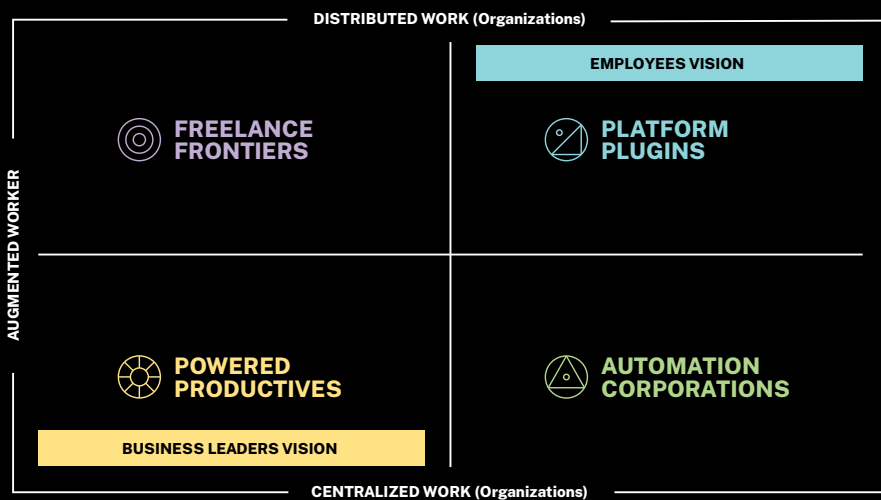 DISTRIBUTED WORK (Organizations)
EMPLOYEES VISION
FREELANCE
FRONTIERS
PLATFORM
PLUGINS
AUGMENTED WORKER
POWERED
PRODUCTIVES
AUTOMATION
CORPORATIONS
BUSINESS LEADERS VISION
CENTRALIZED WORK (Organizations)